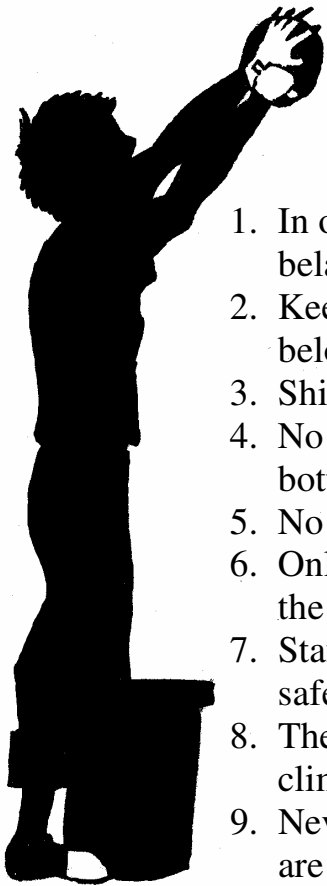 1. In o
bela
2. Kee
belo
3. Shi
4. No
bot
5. No
6. Onl
the
7. Sta
safe
8. The
clin
9. Nev
are